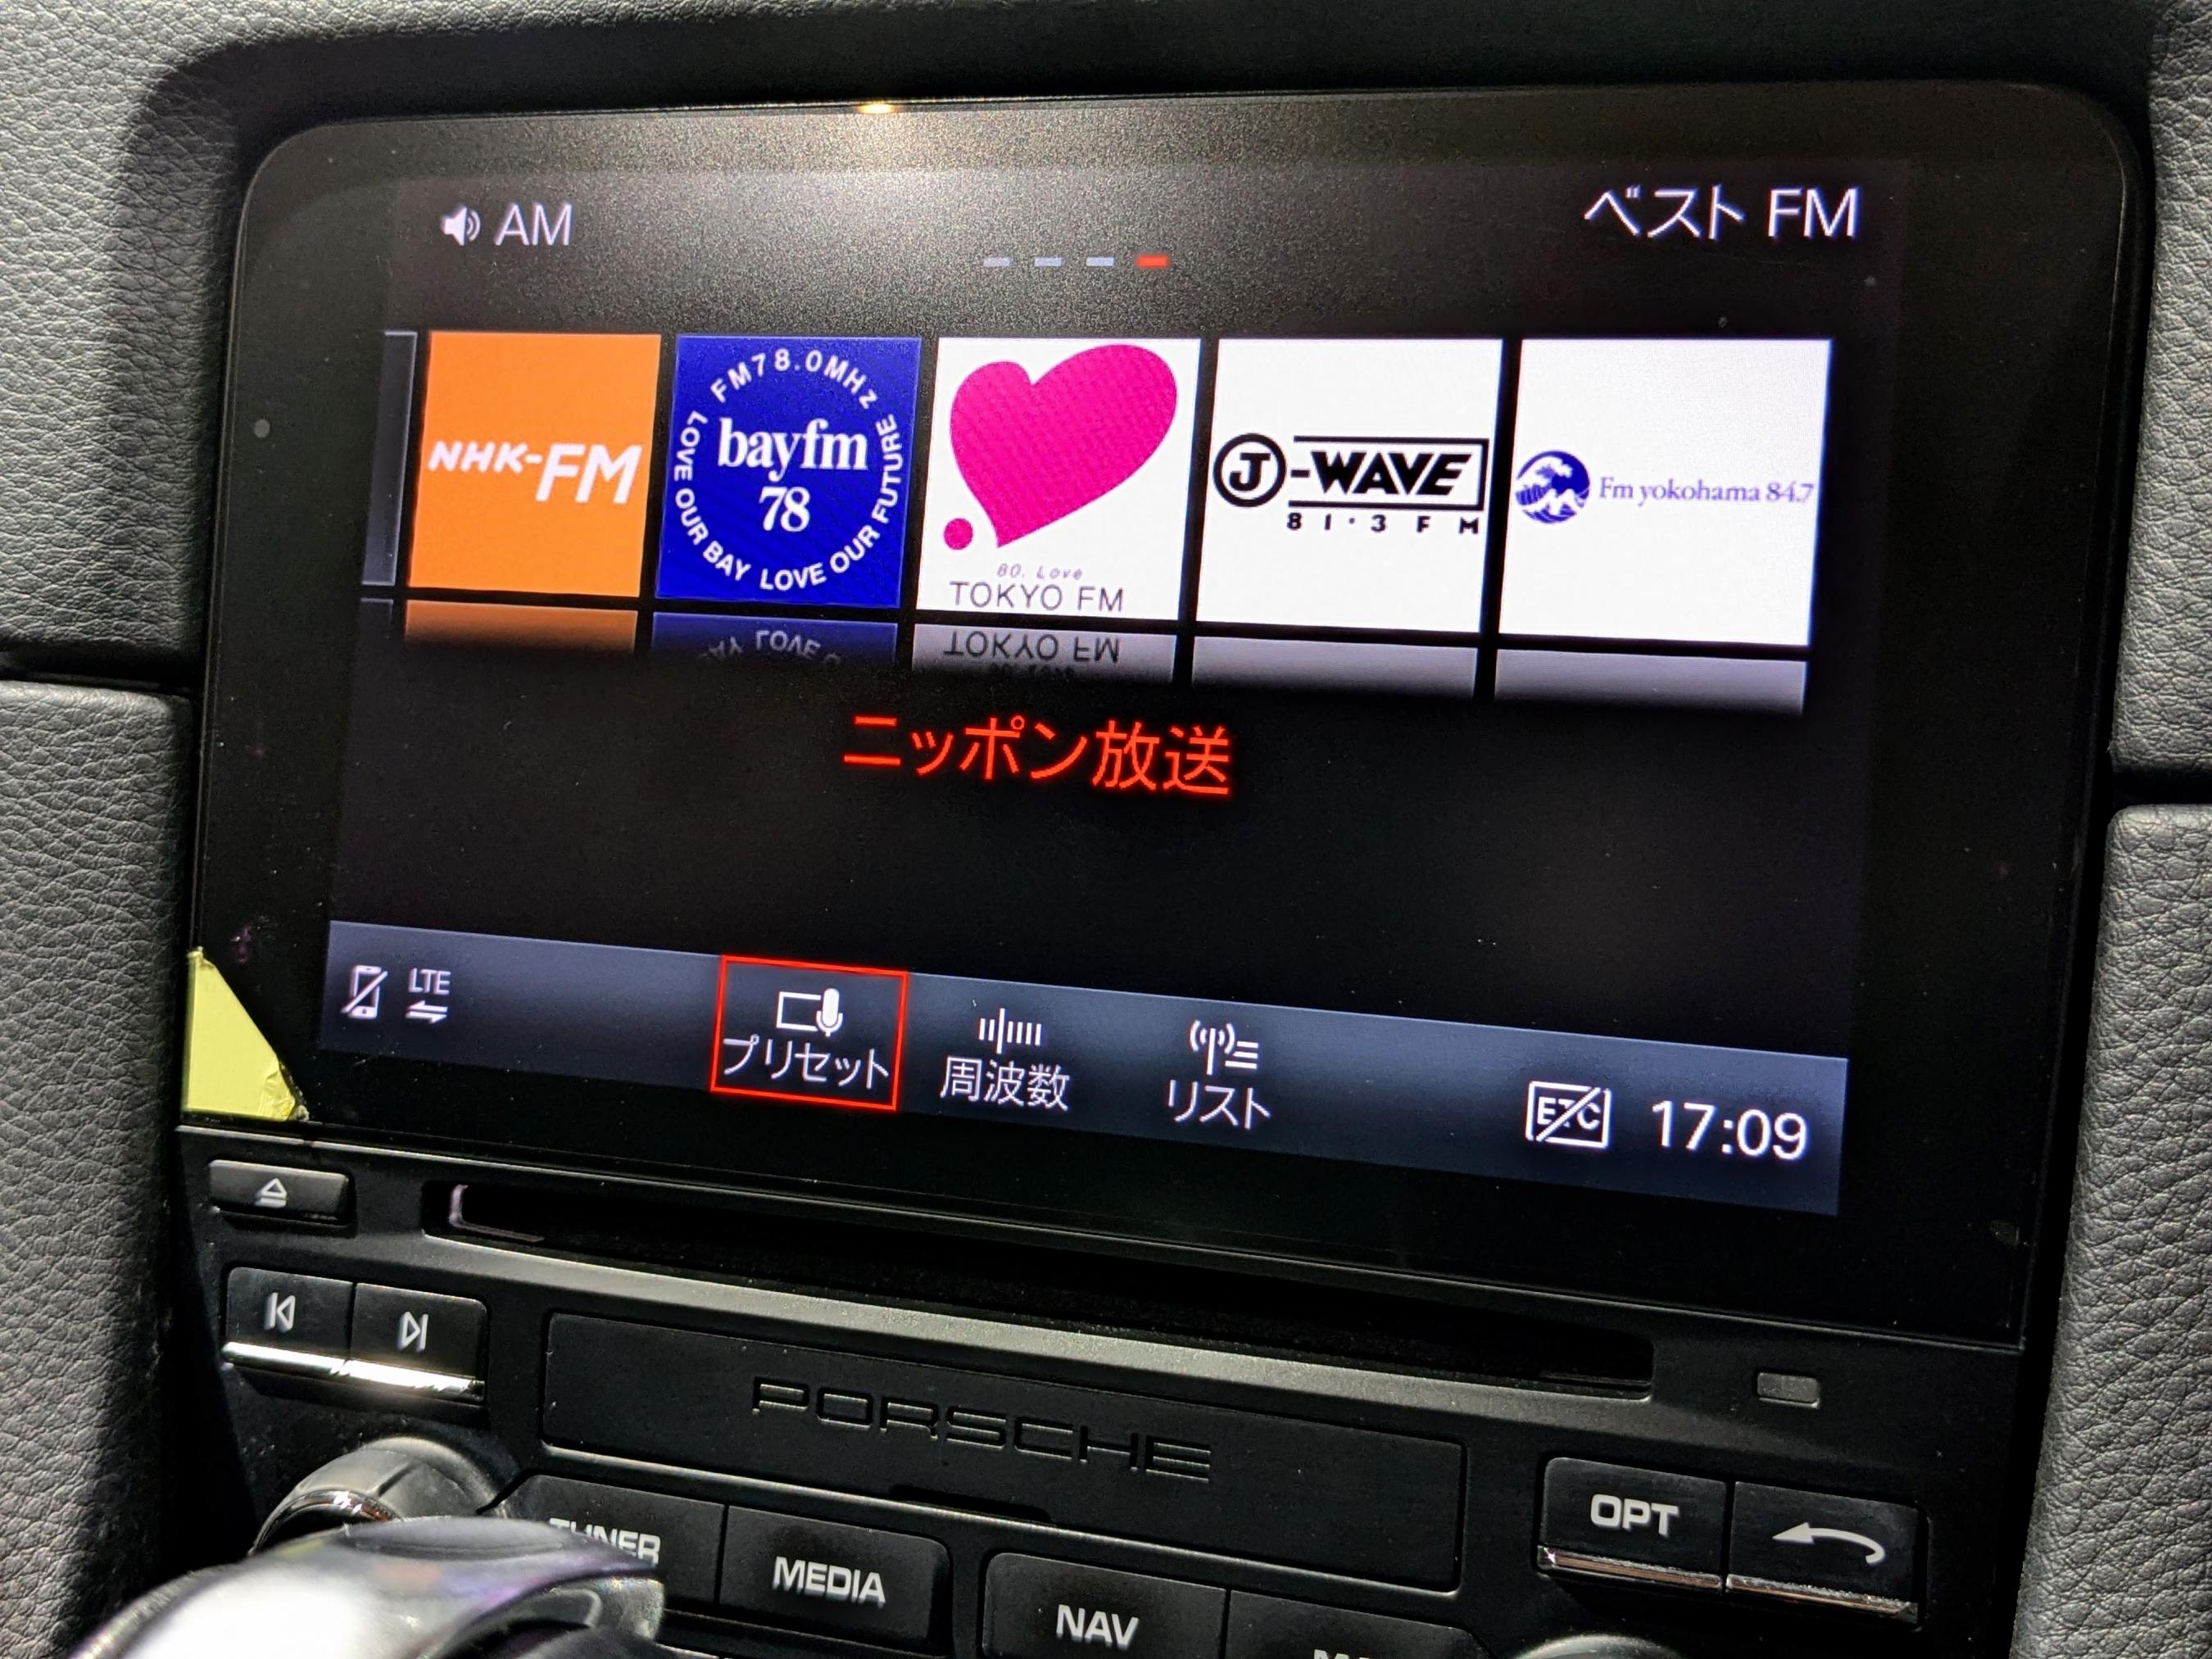 AM
ベスト FM
NHK-FM
FM78.0MHz
bayfm
78
LOVE OUR BAY LOVE OUR FUTURE
80. Love
TOKYO FM
J-WAVE
81.3 FM
Fm yokohama 84.7
ニッポン放送
LTE
プリセット
周波数
リスト
ETC
17:09
PORSCHE
TUNER
MEDIA
NAV
OPT